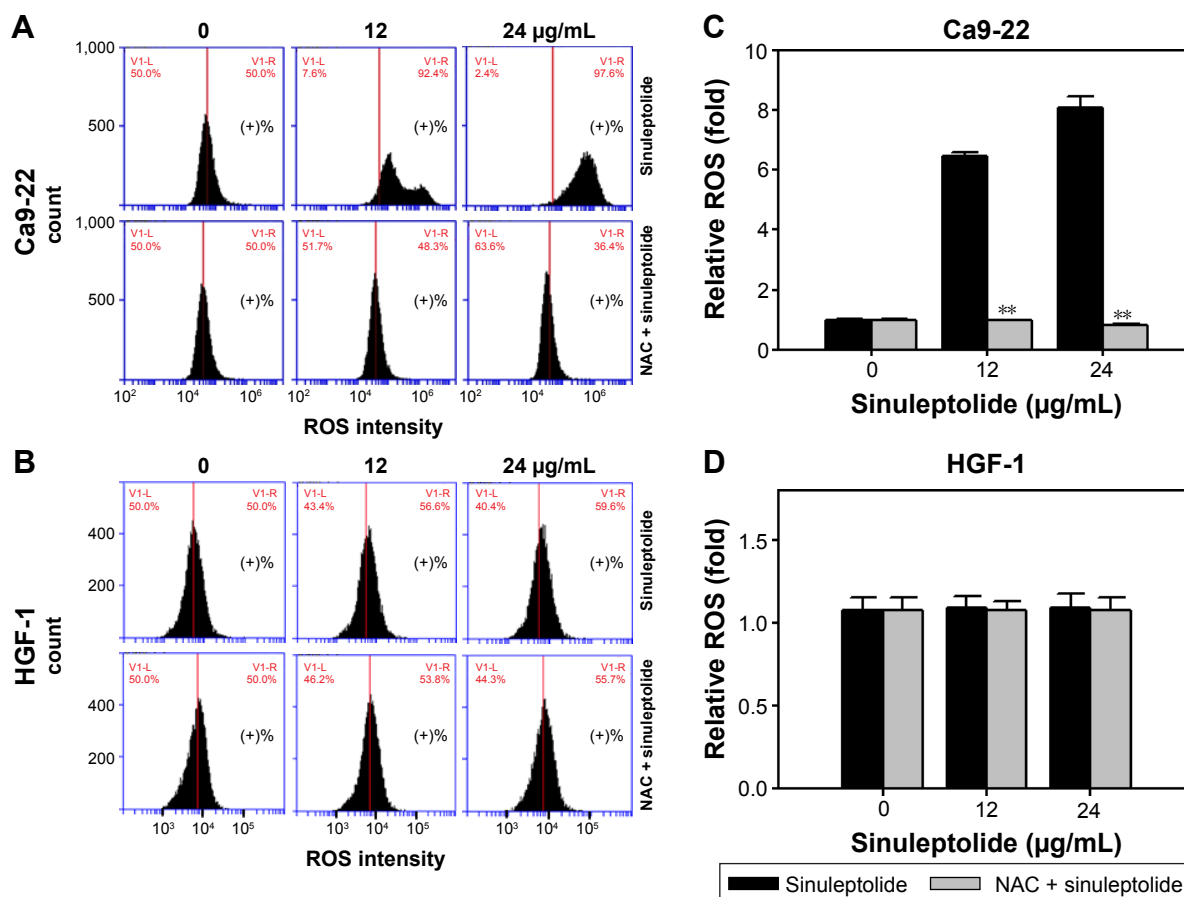 A
0 12 24 µg/mL
1,000
500
V1-L V1-R
50.0% 50.0%
(+)%
V1-L V1-R
7.6% 92.4%
(+)%
V1-L V1-R
2.4% 97.6%
(+)%
Sinuleptolide
Ca9-22
count
1,000
500
0
V1-L V1-R
50.0% 50.0%
(+)%
V1-L V1-R
51.7% 48.3%
(+)%
V1-L V1-R
63.6% 36.4%
(+)%
NAC + sinuleptolide
10² 10⁴ 10⁶ 10² 10⁴ 10⁶ 10² 10⁴ 10⁶
ROS intensity
B
0 12 24 µg/mL
400
200
V1-L V1-R
50.0% 50.0%
(+)%
V1-L V1-R
43.4% 56.6%
(+)%
V1-L V1-R
40.4% 59.6%
(+)%
Sinuleptolide
HGF-1
count
400
200
V1-L V1-R
50.0% 50.0%
(+)%
V1-L V1-R
46.2% 53.8%
(+)%
V1-L V1-R
44.3% 55.7%
(+)%
NAC + sinuleptolide
10³ 10⁴ 10⁵ 10³ 10⁴ 10⁵ 10³ 10⁴ 10⁵
ROS intensity
C
Ca9-22
Relative ROS (fold)
10
8
6
4
2
1
0
**
**
0 12 24
Sinuleptolide (µg/mL)
D
HGF-1
Relative ROS (fold)
1.5
1.0
0.5
0.0
0 12 24
Sinuleptolide (µg/mL)
Sinuleptolide NAC + sinuleptolide